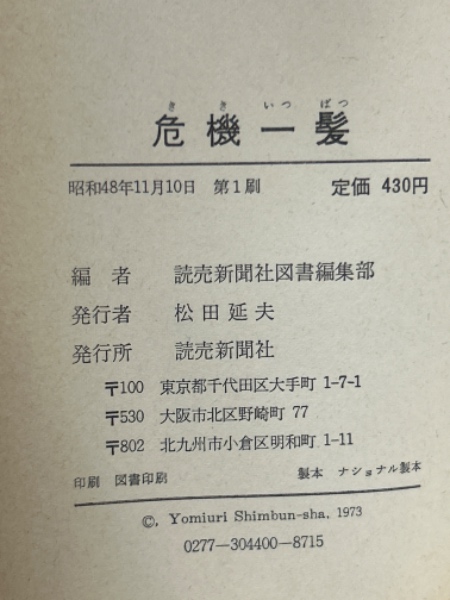 きき いっぱつ
危機一髪
昭和48年11月10日 第1刷 定価 430円
編者 読売新聞社図書編集部
発行者 松田延夫
発行所 読売新聞社
〒100 東京都千代田区大手町 1-7-1
〒530 大阪市北区野崎町 77
〒802 北九州市小倉区明和町 1-11
印刷 図書印刷 製本 ナショナル製本
©, Yomiuri Shimbun-sha, 1973
0277—304400—8715